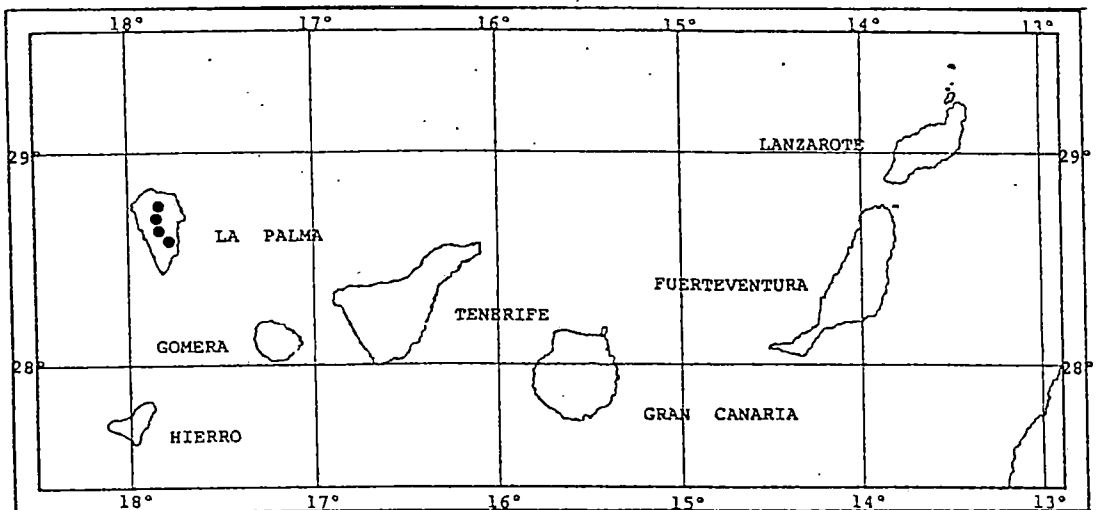 18° 17° 16° 15° 14° 13°
LANZAROTE
29° 29°
LA PALMA
FUERTEVENTURA
TENERIFE
GOMERA
28° 28°
GRAN CANARIA
HIERRO
18° 17° 16° 15° 14° 13°